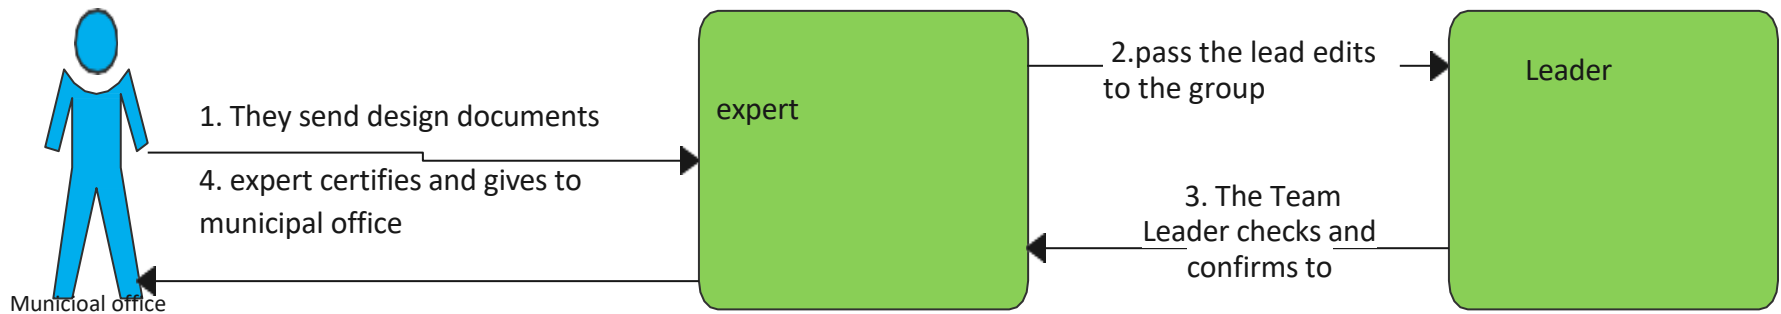 1. They send design documents
4. expert certifies and gives to
municipal office
Municioal office
expert
2.pass the lead edits
to the group
3. The Team
Leader checks and
confirms to
Leader